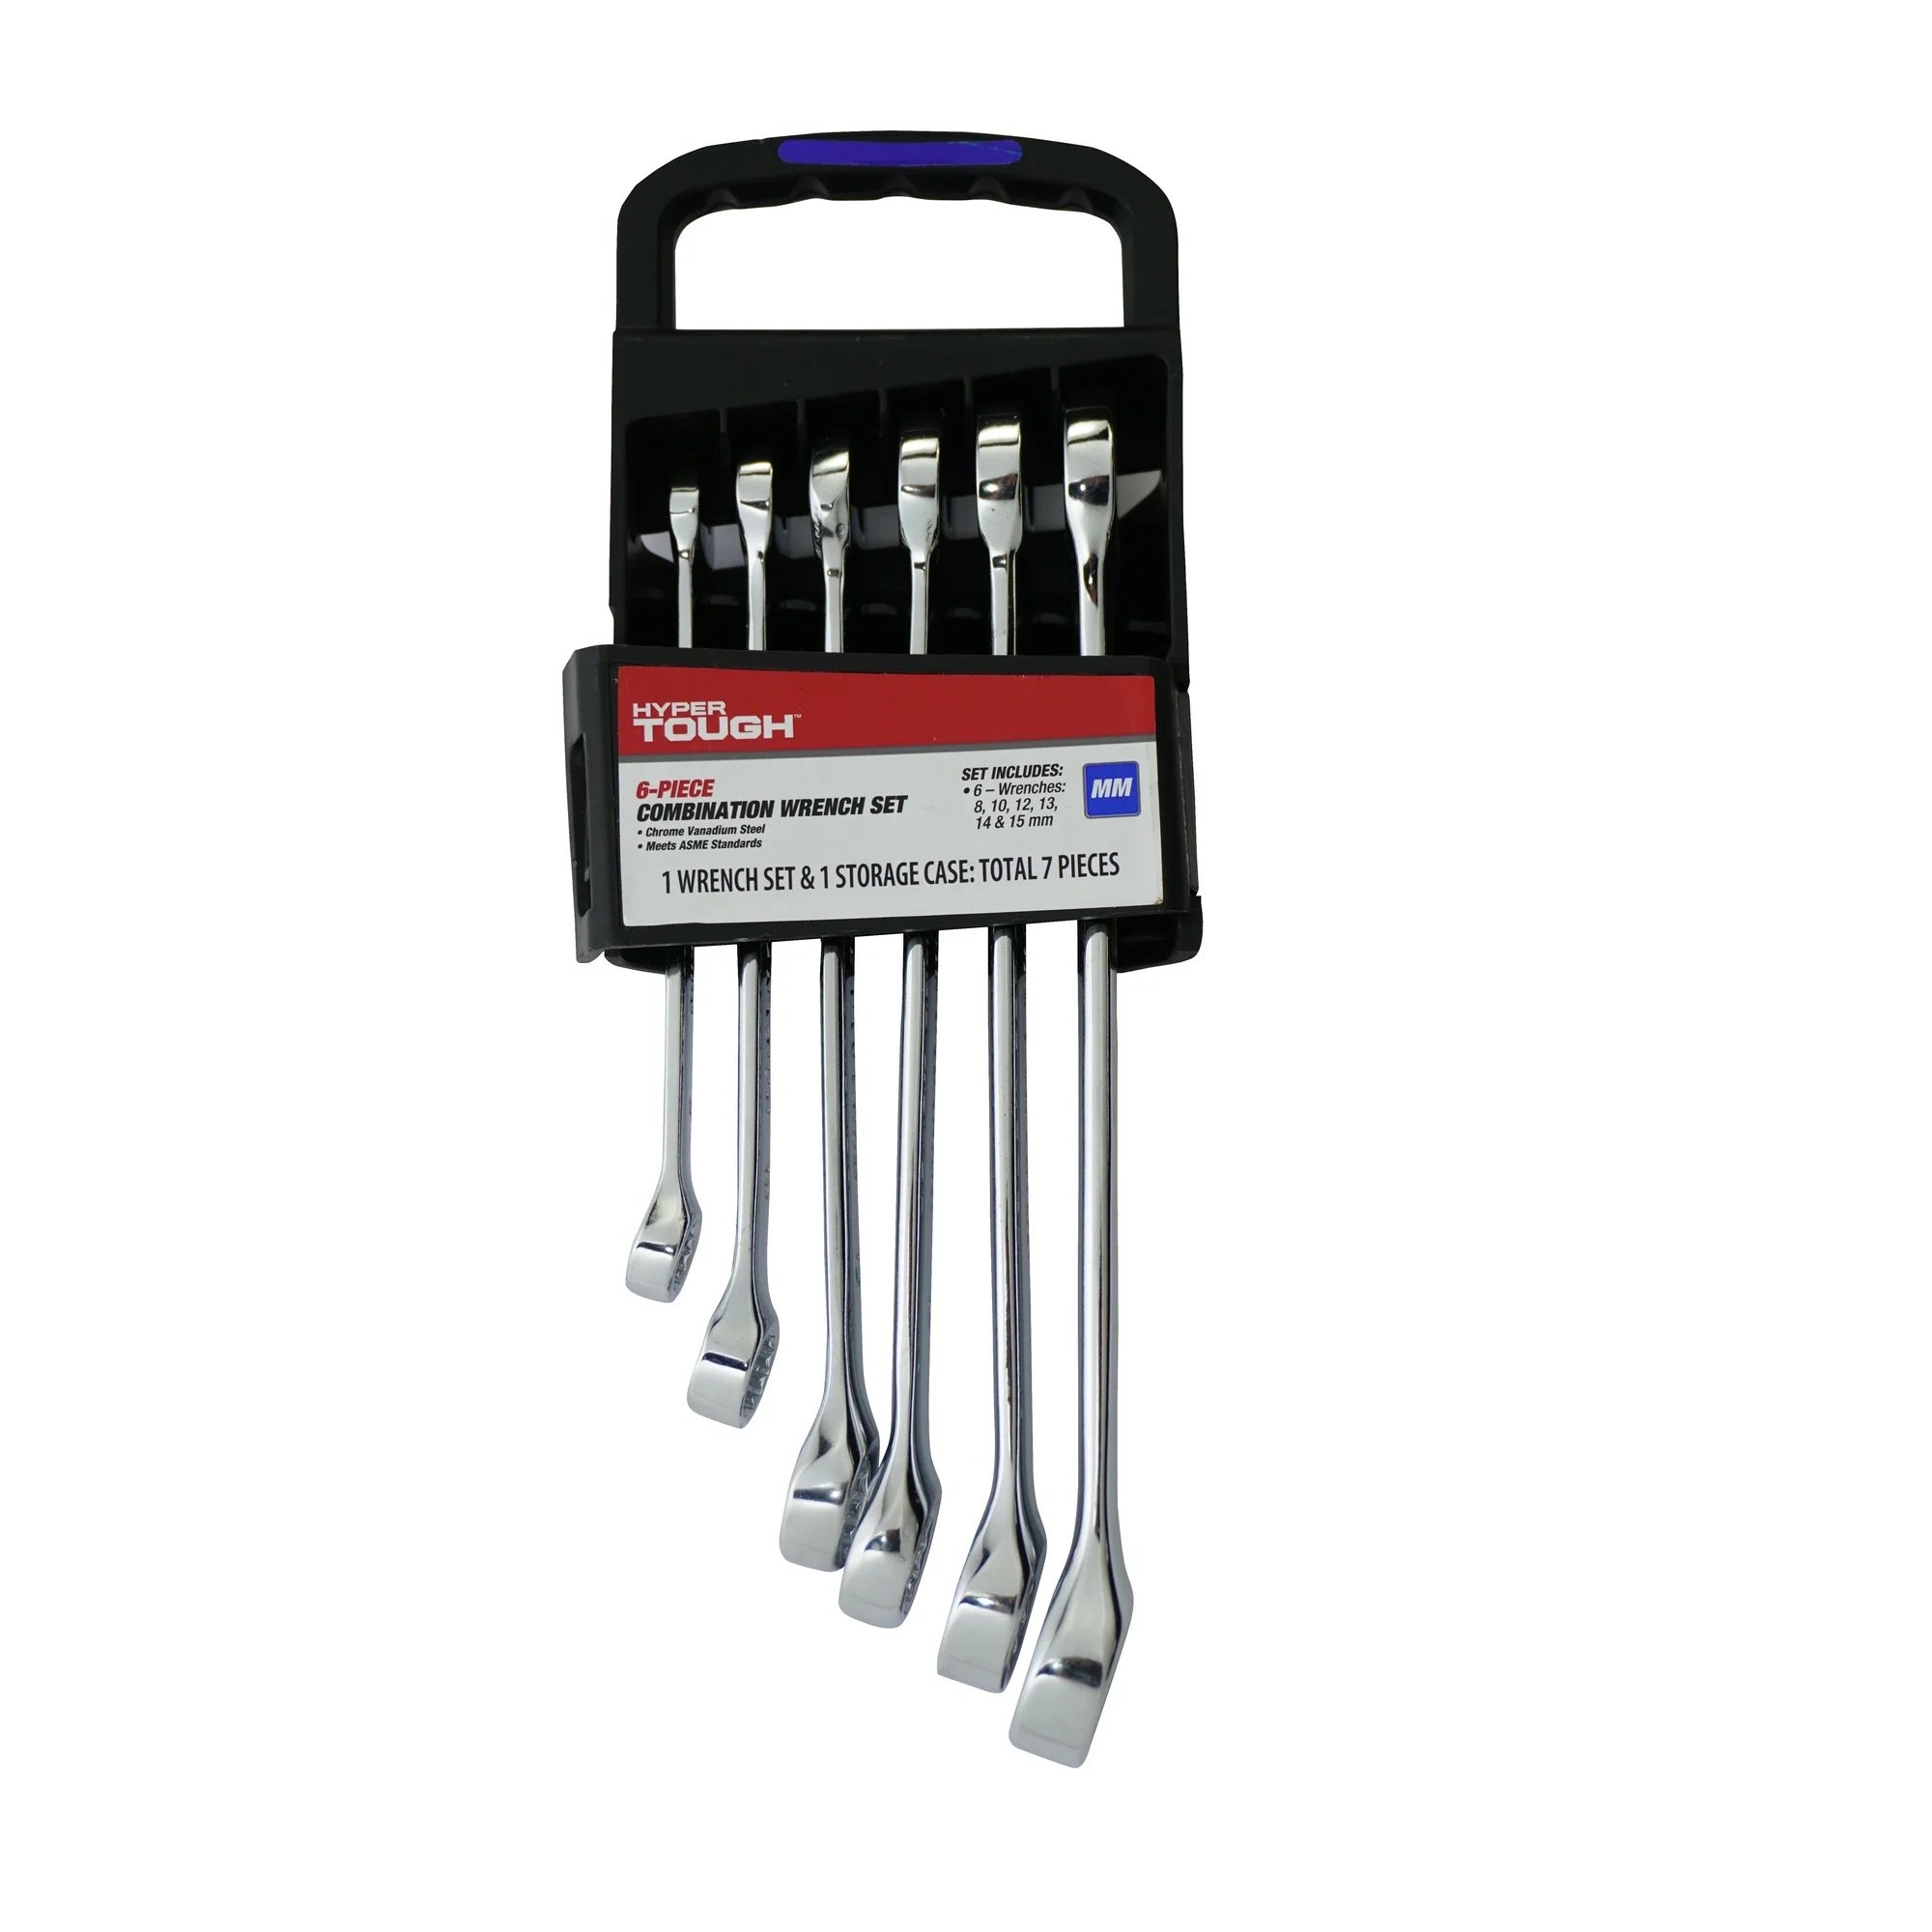 HYPER
TOUGH™
6-PIECE
COMBINATION WRENCH SET
• Chrome Vanadium Steel
• Meets ASME Standards
SET INCLUDES:
• 6 – Wrenches:
8, 10, 12, 13,
14 & 15 mm
MM
1 WRENCH SET & 1 STORAGE CASE: TOTAL 7 PIECES